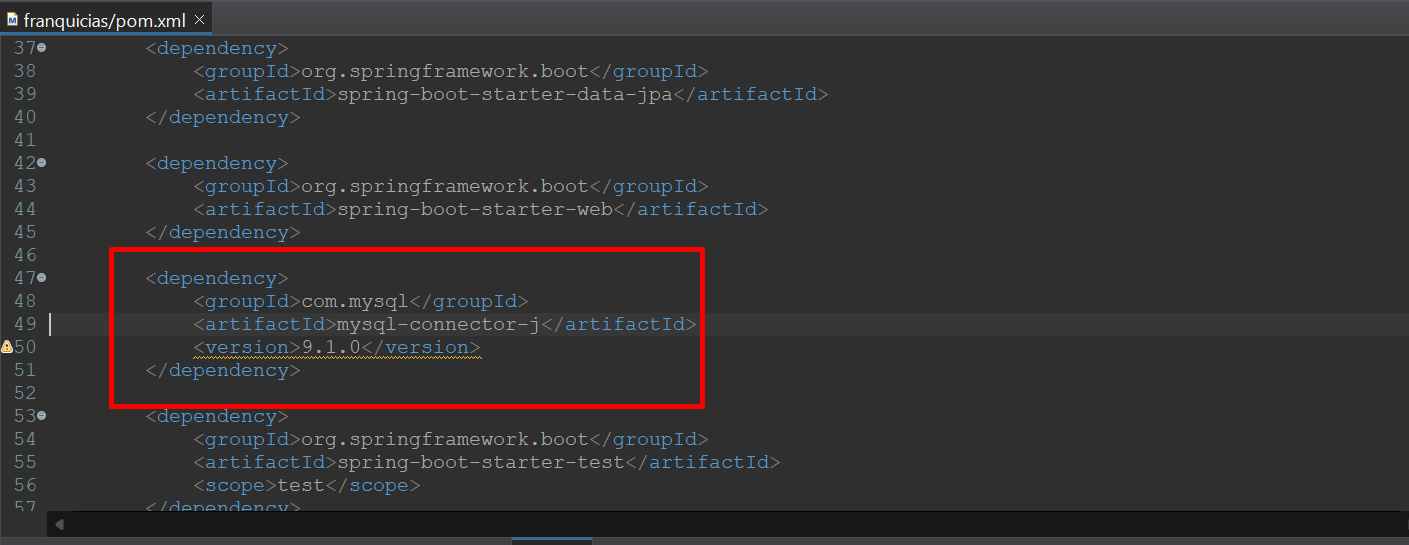 franquicias/pom.xml
37 <dependency>
38 <groupId>org.springframework.boot</groupId>
39 <artifactId>spring-boot-starter-data-jpa</artifactId>
40 </dependency>
41
42 <dependency>
43 <groupId>org.springframework.boot</groupId>
44 <artifactId>spring-boot-starter-web</artifactId>
45 </dependency>
46
47 <dependency>
48 <groupId>com.mysql</groupId>
49 <artifactId>mysql-connector-j</artifactId>
50 <version>9.1.0</version>
51 </dependency>
52
53 <dependency>
54 <groupId>org.springframework.boot</groupId>
55 <artifactId>spring-boot-starter-test</artifactId>
56 <scope>test</scope>
57 </dependency>